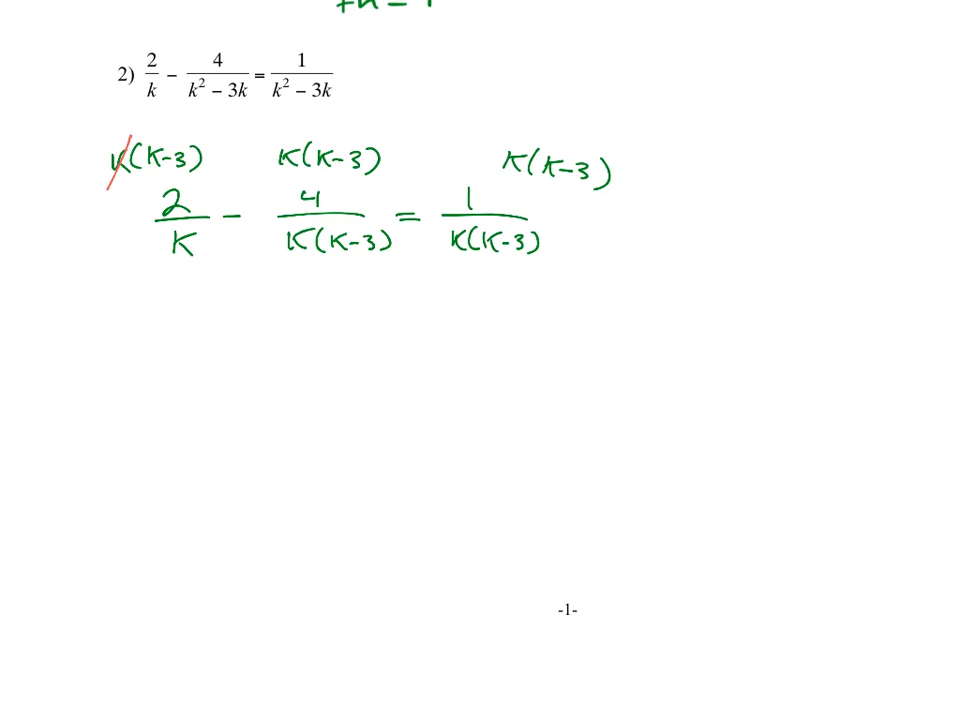 2) 2/k − 4/(k² − 3k) = 1/(k² − 3k)
K(K-3) K(K-3) K(K-3)
2/K − 4/(K(K-3)) = 1/(K(K-3))
-1-